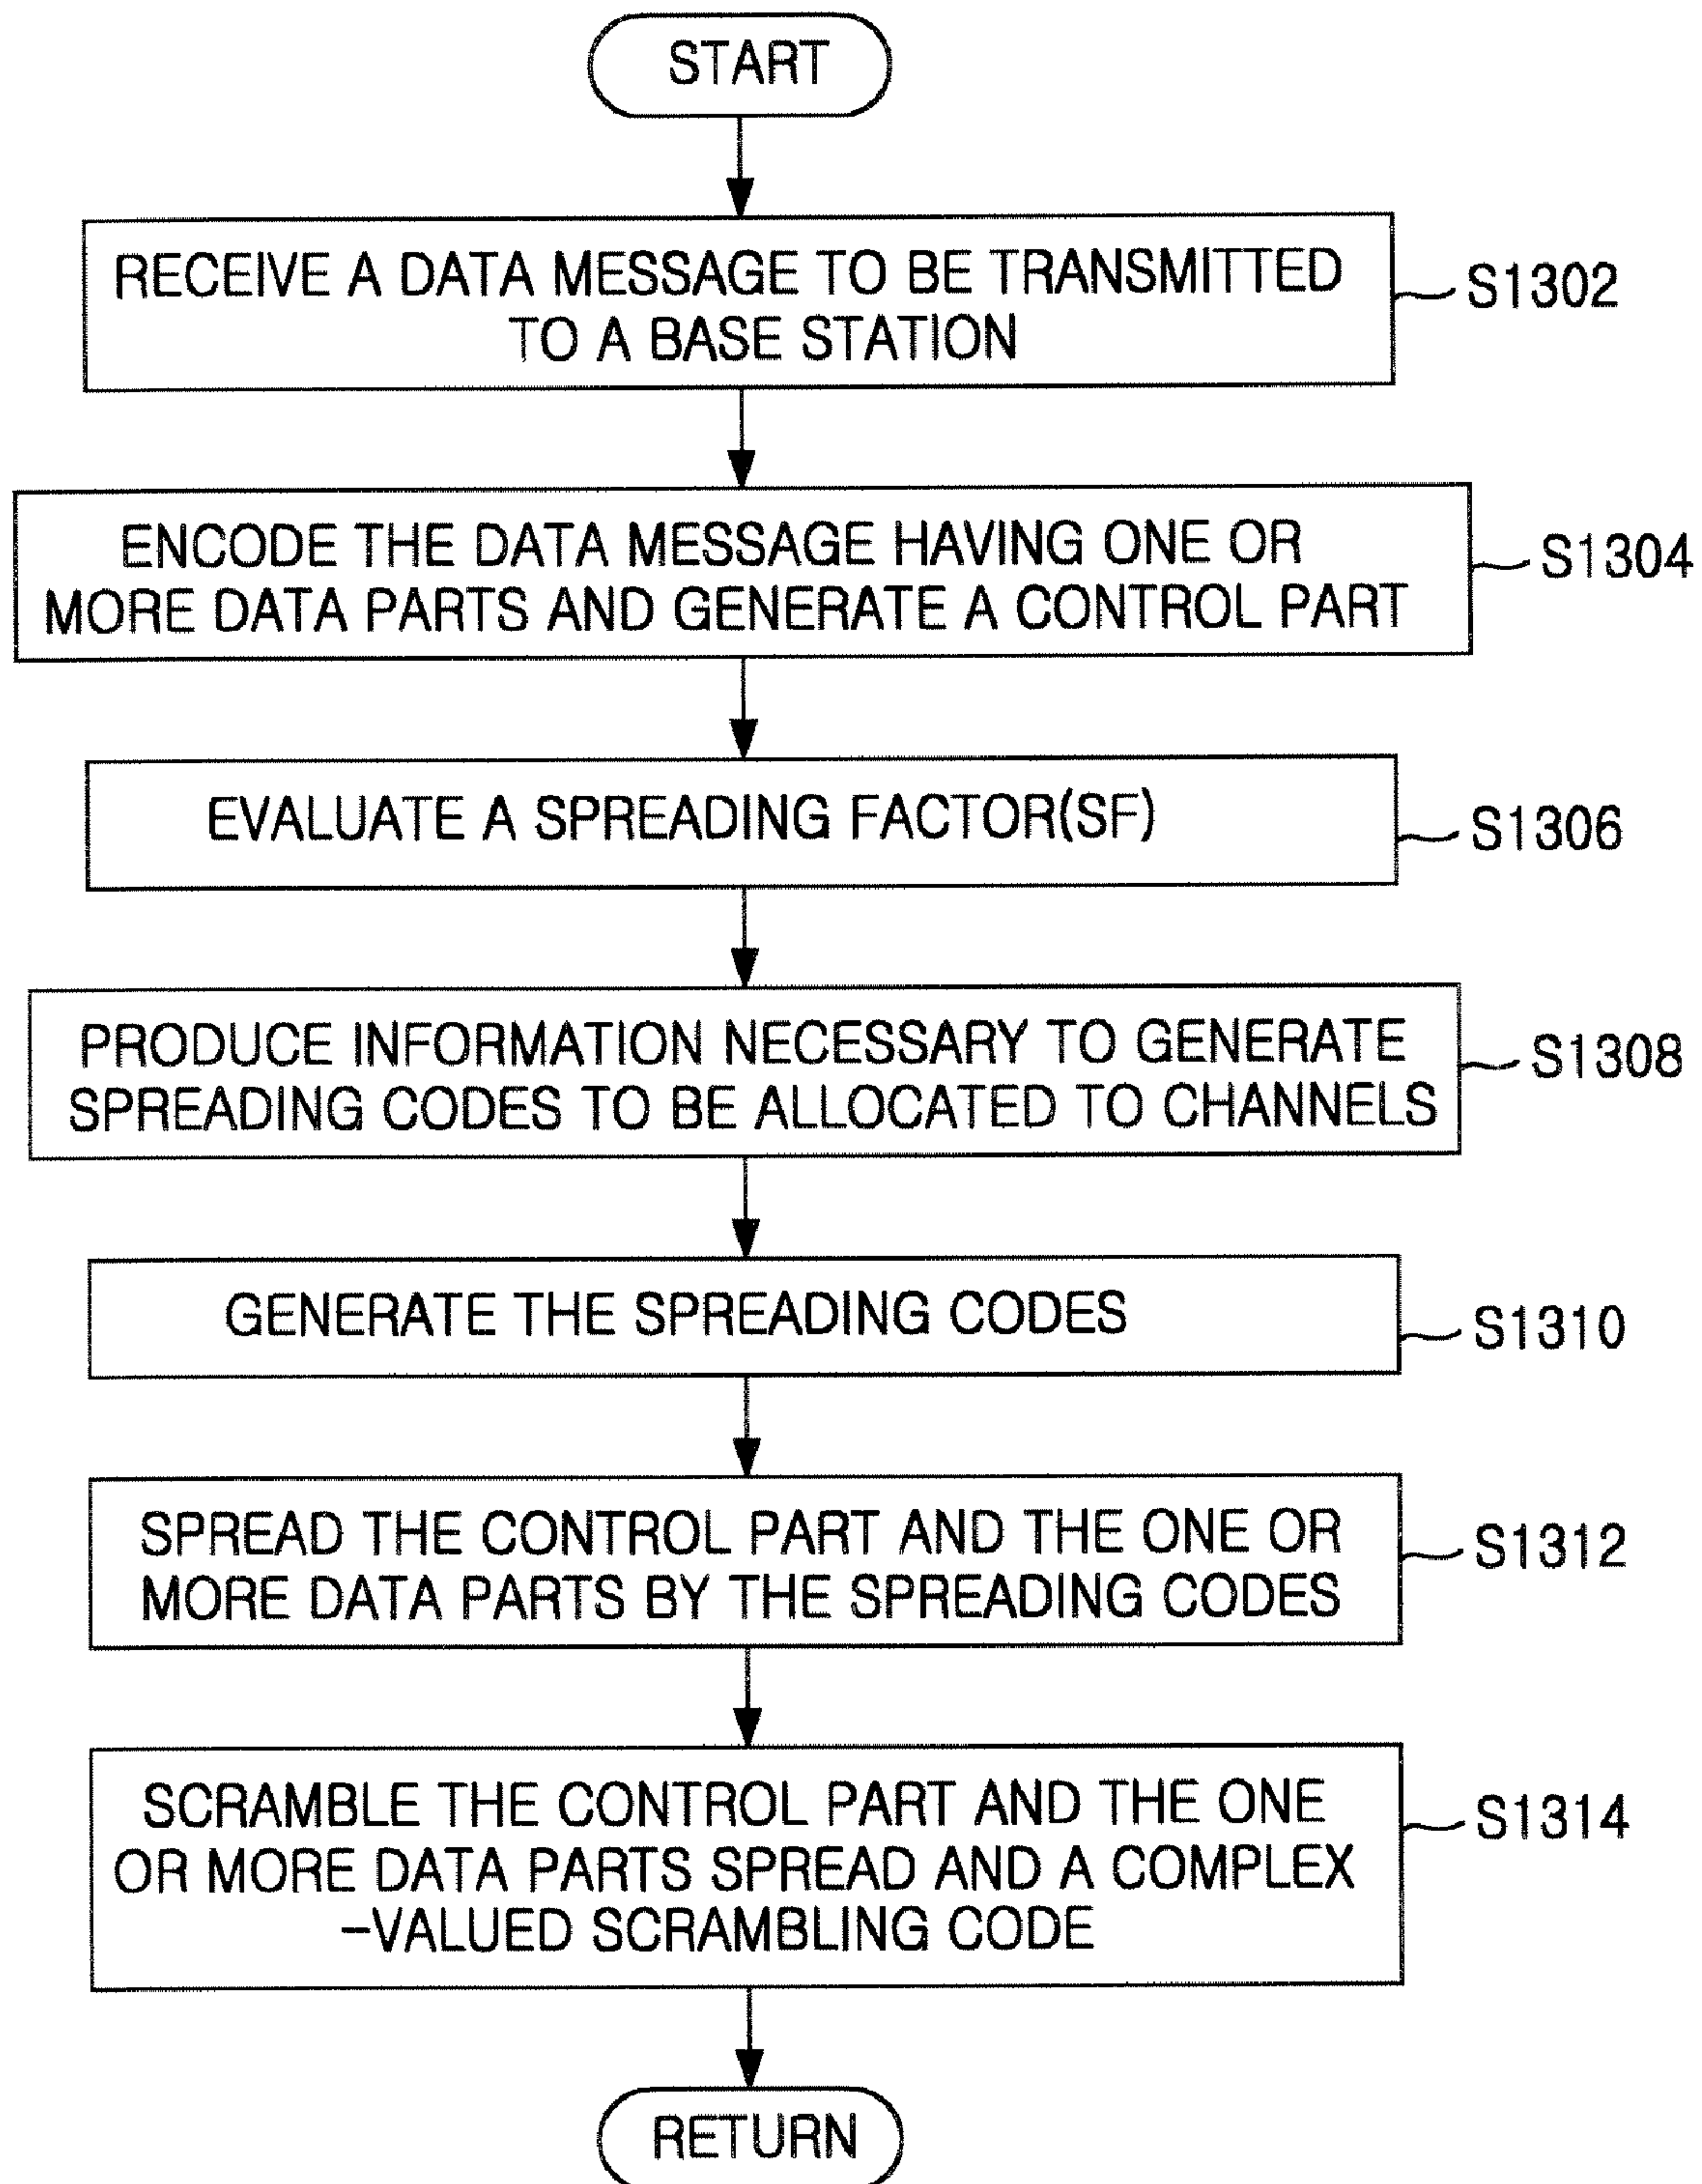 START
RECEIVE A DATA MESSAGE TO BE TRANSMITTED
TO A BASE STATION
S1302
ENCODE THE DATA MESSAGE HAVING ONE OR
MORE DATA PARTS AND GENERATE A CONTROL PART
S1304
EVALUATE A SPREADING FACTOR(SF)
S1306
PRODUCE INFORMATION NECESSARY TO GENERATE
SPREADING CODES TO BE ALLOCATED TO CHANNELS
S1308
GENERATE THE SPREADING CODES
S1310
SPREAD THE CONTROL PART AND THE ONE OR
MORE DATA PARTS BY THE SPREADING CODES
S1312
SCRAMBLE THE CONTROL PART AND THE ONE
OR MORE DATA PARTS SPREAD AND A COMPLEX
-VALUED SCRAMBLING CODE
S1314
RETURN